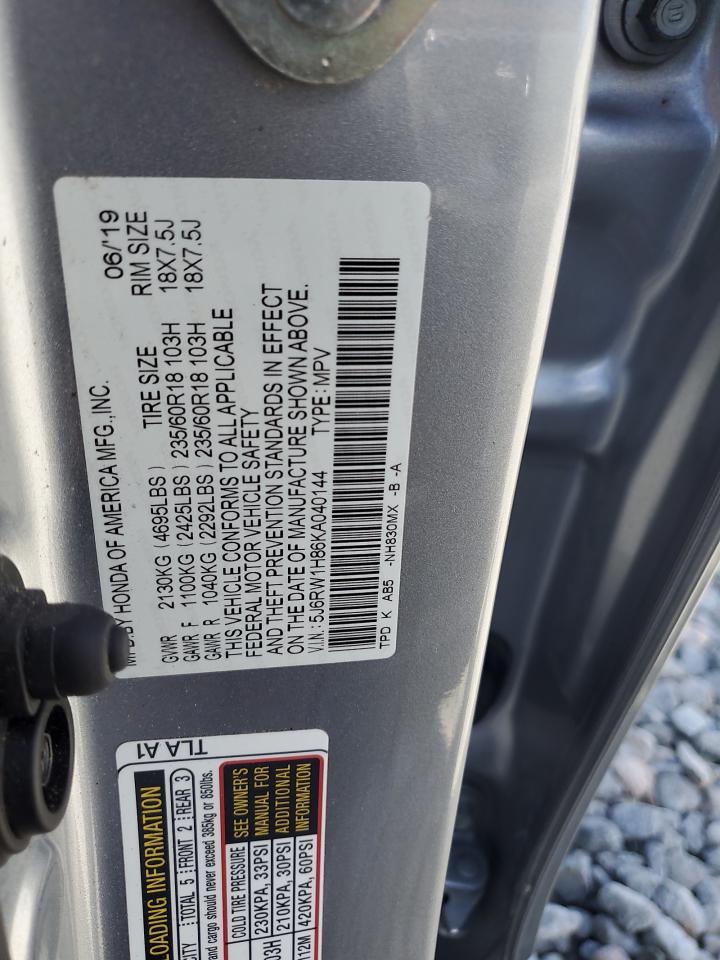 MFD.BY HONDA OF AMERICA MFG.,INC. 06/'19
TIRE SIZE RIM SIZE
GVWR 2130KG (4695LBS)
GAWR F 1100KG (2425LBS) 235/60R18 103H 18X7.5J
GAWR R 1040KG (2292LBS) 235/60R18 103H 18X7.5J
THIS VEHICLE CONFORMS TO ALL APPLICABLE
FEDERAL MOTOR VEHICLE SAFETY
AND THEFT PREVENTION STANDARDS IN EFFECT
ON THE DATE OF MANUFACTURE SHOWN ABOVE.
V.I.N.: 5J6RW1H86KA040144 TYPE: MPV
TPD K AB5 -NH830MX -B -A
TLA A1
LOADING INFORMATION
TOTAL 5 FRONT 2 REAR 3
and cargo should never exceed 385kg or 850lbs.
COLD TIRE PRESSURE SEE OWNER'S
230KPA, 33PSI MANUAL FOR
210KPA, 30PSI ADDITIONAL
112M 420KPA, 60PSI INFORMATION